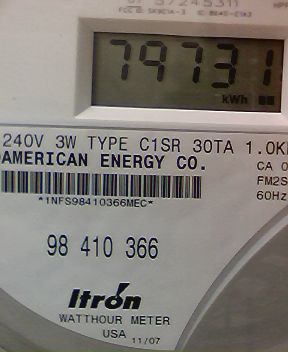 79731
kWh
240V 3W TYPE C1SR 30TA 1.0K
AMERICAN ENERGY CO.
CA
FM2S
60Hz
*1NFS98410366MEC*
98 410 366
Itron
WATTHOUR METER
USA 11/07